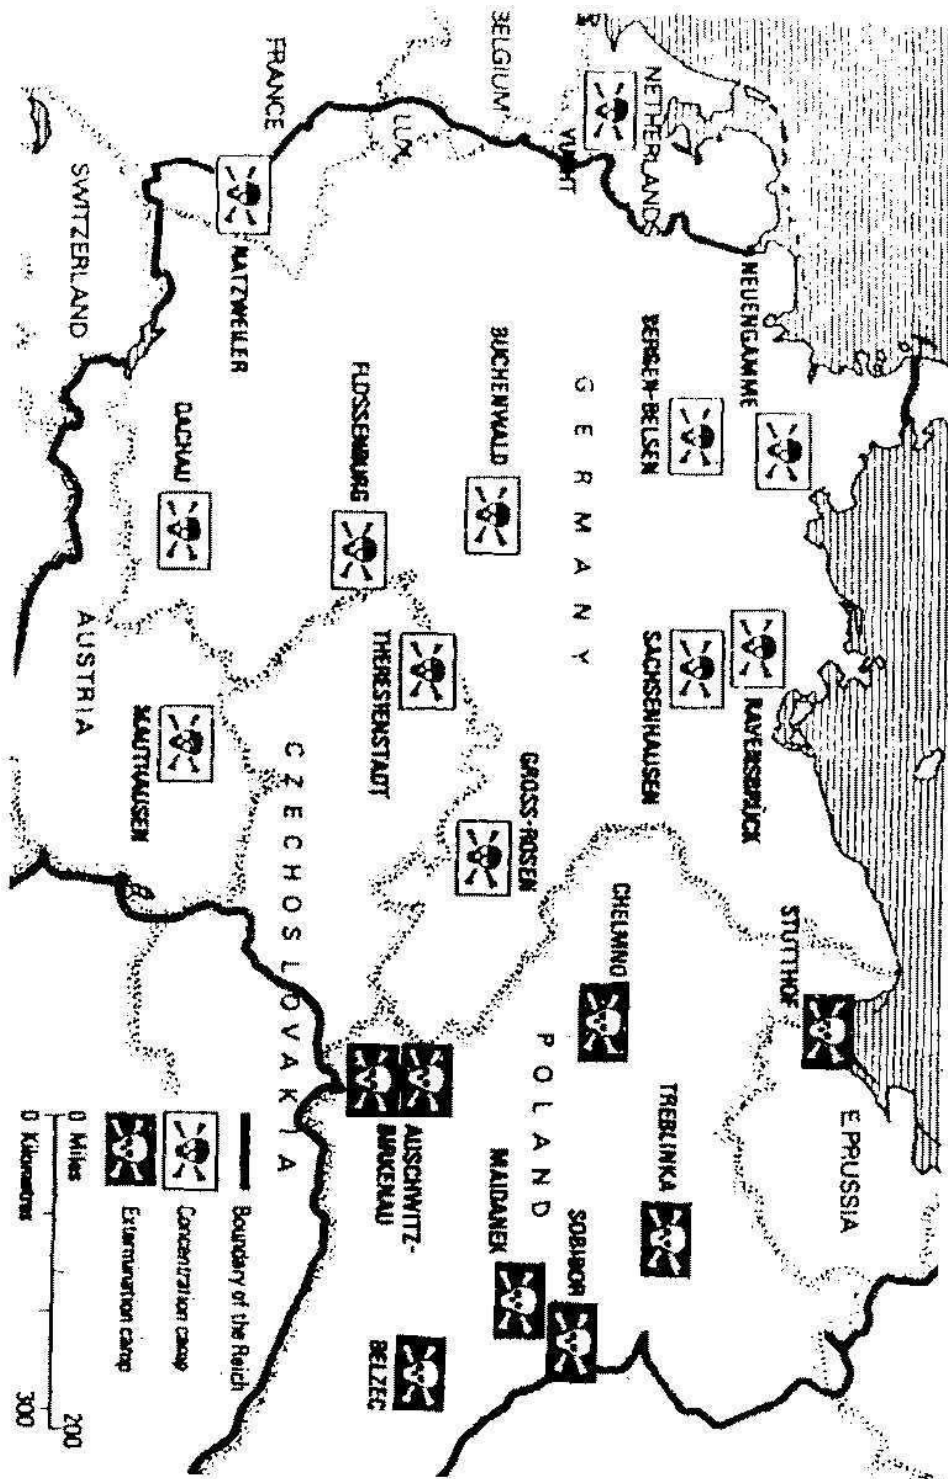 NEUENGAMME
RAVENSBRÜCK
STUTTHOF
E PRUSSIA
NETHERLANDS
BERGEN-BELSEN
SACHSENHAUSEN
TREBLINKA
VUGHT
GERMANY
CHELMNO
SOBIBOR
BELGIUM
BUCHENWALD
GROSS-ROSEN
POLAND
MAIDANEK
LUX
FLOSSENBURG
THERESIENSTADT
AUSCHWITZ-
BIRKENAU
BELZEC
FRANCE
NATZWEILER
CZECHOSLOVAKIA
DACHAU
MAUTHAUSEN
SWITZERLAND
AUSTRIA
Boundary of the Reich
Concentration camp
Extermination camp
0 Miles 200
0 Kilometres 300